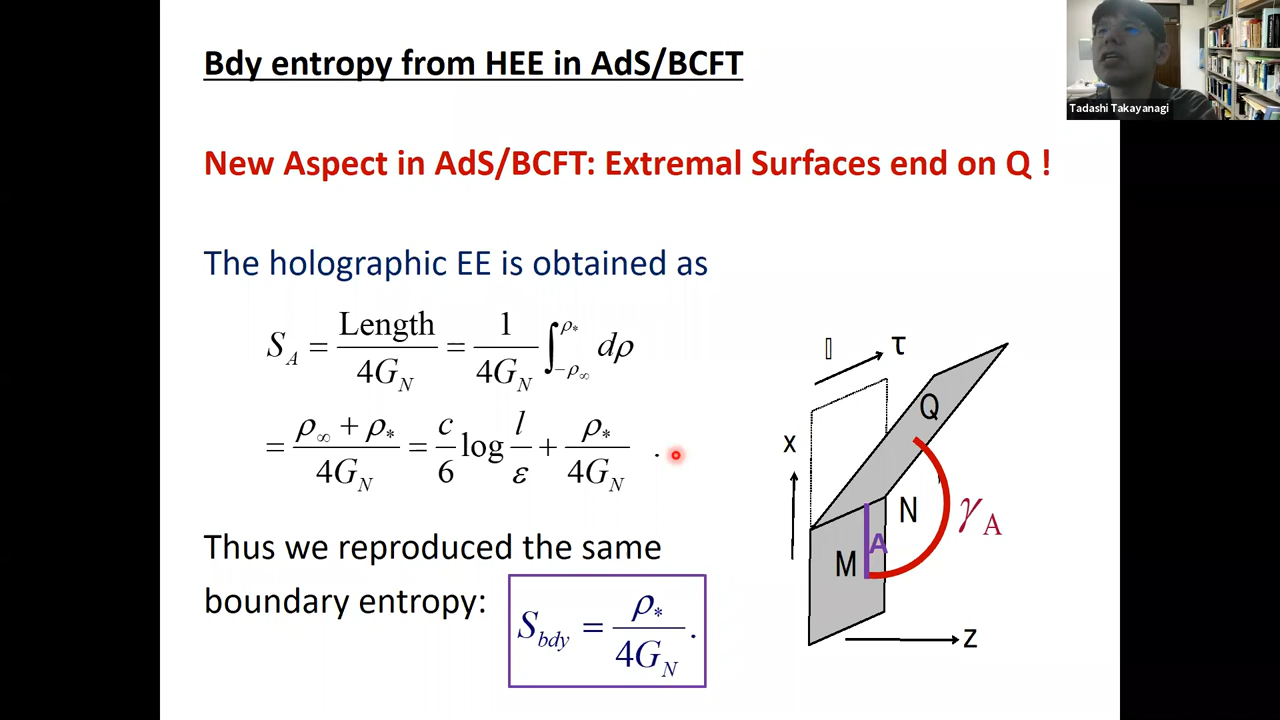 Bdy entropy from HEE in AdS/BCFT
Tadashi Takayanagi
New Aspect in AdS/BCFT: Extremal Surfaces end on Q !
The holographic EE is obtained as
S_A = Length / 4G_N = 1 / 4G_N ∫_{-ρ_∞}^{ρ_*} dρ
= (ρ_∞ + ρ_*) / 4G_N = c/6 log l/ε + ρ_* / 4G_N .
Thus we reproduced the same
boundary entropy: S_bdy = ρ_* / 4G_N .
τ
Q
x
N
γ_A
A
M
z